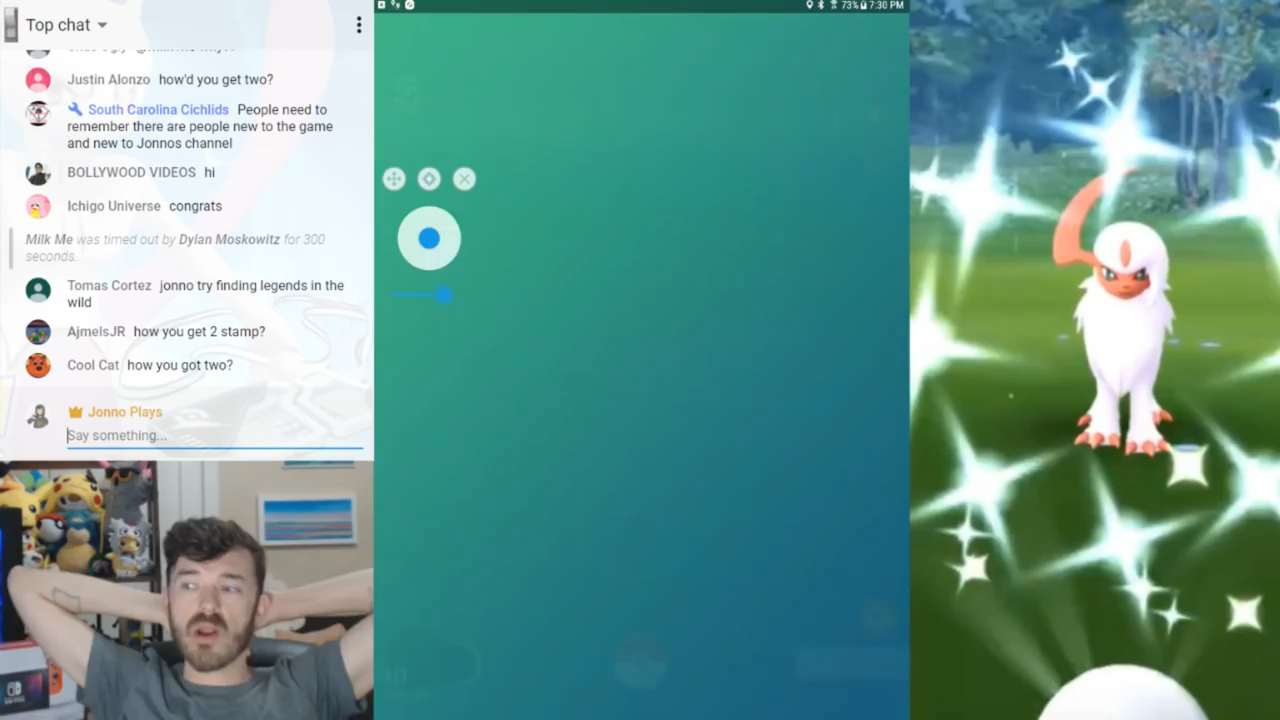 Top chat
73% 7:30 PM
Justin Alonzo how'd you get two?
South Carolina Cichlids People need to
remember there are people new to the game
and new to Jonnos channel
BOLLYWOOD VIDEOS hi
Ichigo Universe congrats
Milk Me was timed out by Dylan Moskowitz for 300
seconds.
Tomas Cortez jonno try finding legends in the
wild
AjmelsJR how you get 2 stamp?
Cool Cat how you got two?
Jonno Plays
Say something...